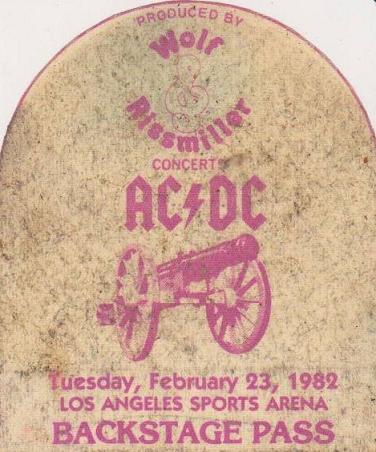 PRODUCED BY
Wolf
&
Rissmiller
CONCERTS
AC⚡DC
Tuesday, February 23, 1982
LOS ANGELES SPORTS ARENA
BACKSTAGE PASS